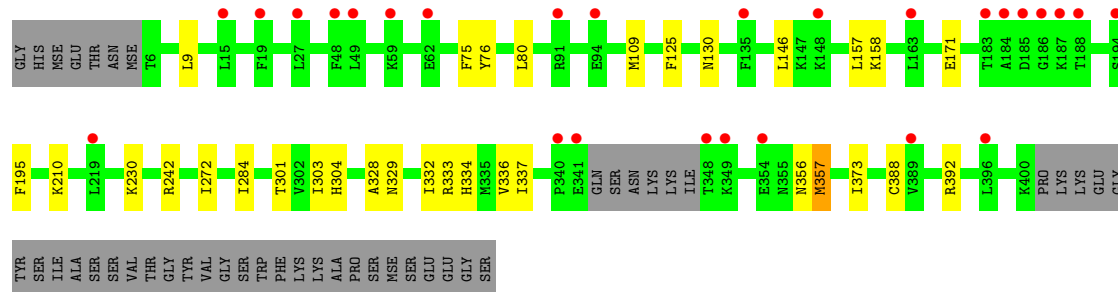 GLY HIS MSE GLU THR ASN MSE T6 L9 L15 F19 L27 F48 L49 K59 E62 F75 Y76 L80 R91 E94 M109 F125 N130 F135 L146 K147 K148 L157 K158 L163 E171 T183 A184 D185 G186 K187 T188 S194
F195 K210 L219 K230 R242 I272 I284 T301 V302 I303 H304 A328 N329 I332 R333 H334 M335 V336 I337 P340 E341 GLN SER ASN LYS LYS ILE T348 K349 E354 N355 N356 M357 I373 C388 V389 R392 L396 K400 PRO LYS LYS GLU GLY
TYR SER ILE ALA SER SER VAL THR GLY TYR VAL GLY SER TRP PHE LYS LYS ALA PRO SER MSE SER GLU GLU GLY SER